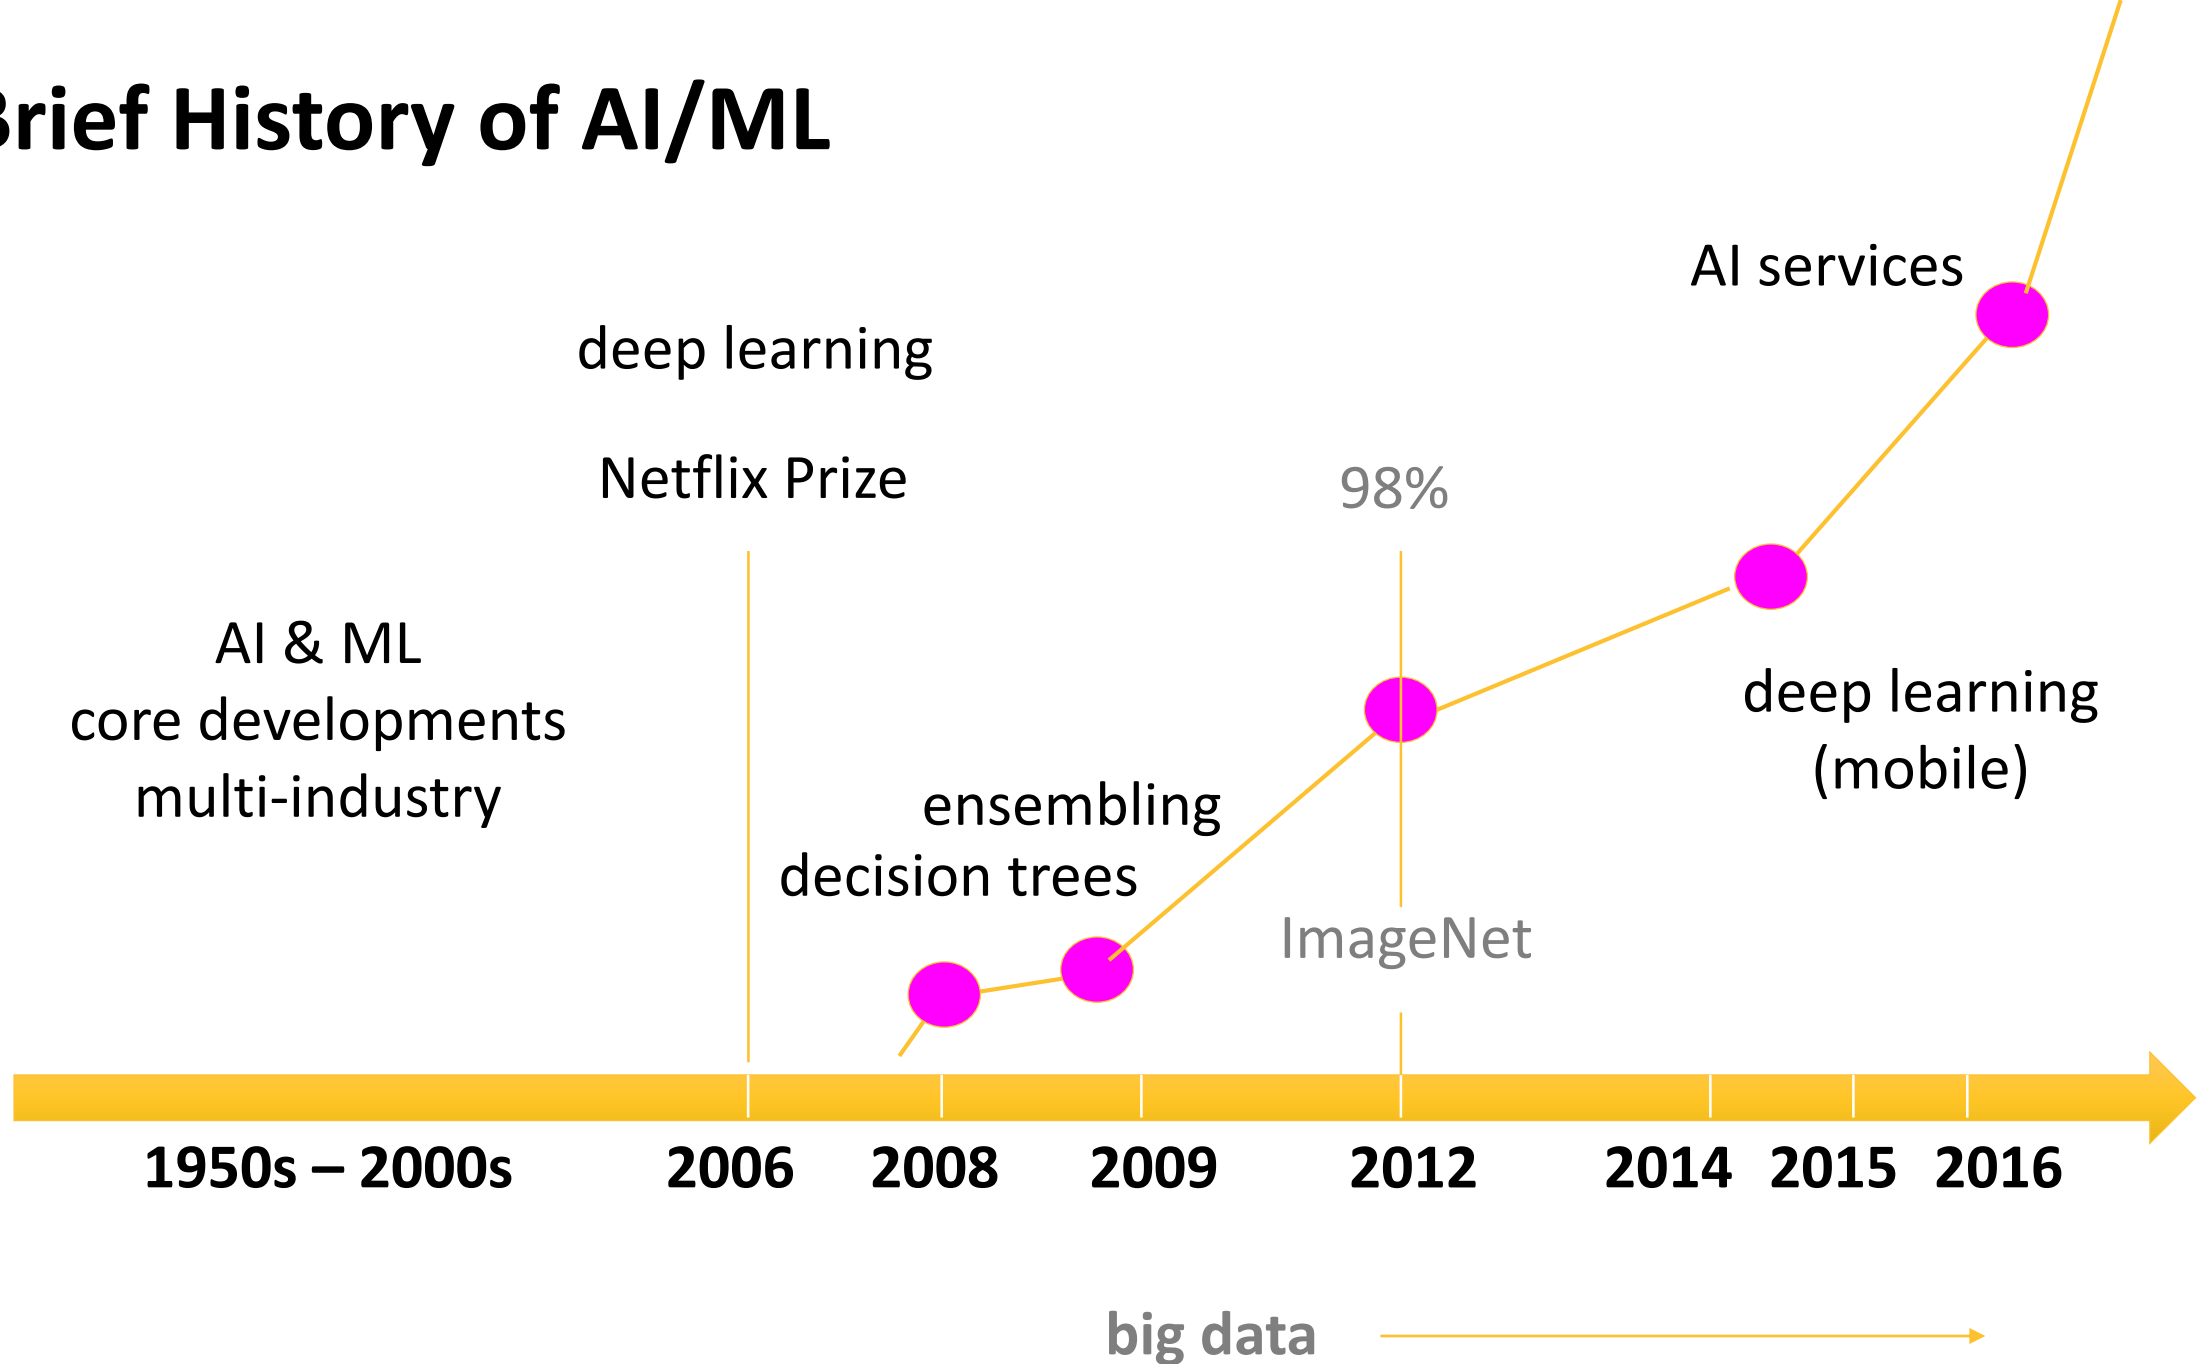 Brief History of AI/ML
AI services
deep learning
Netflix Prize
98%
AI & ML
core developments
multi-industry
deep learning
(mobile)
ensembling
decision trees
ImageNet
1950s – 2000s 2006 2008 2009 2012 2014 2015 2016
big data